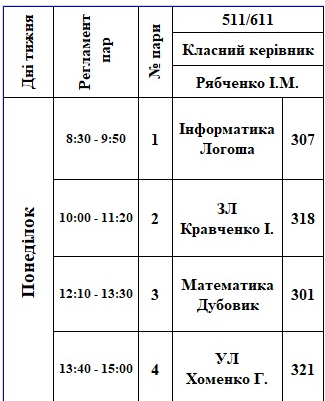 Дні тижня
Регламент
пар
№ пари
511/611
Класний керівник
Рябченко І.М.
Понеділок
8:30 - 9:50
1
Інформатика
Логоша
307
10:00 - 11:20
2
ЗЛ
Кравченко І.
318
12:10 - 13:30
3
Математика
Дубовик
301
13:40 - 15:00
4
УЛ
Хоменко Г.
321